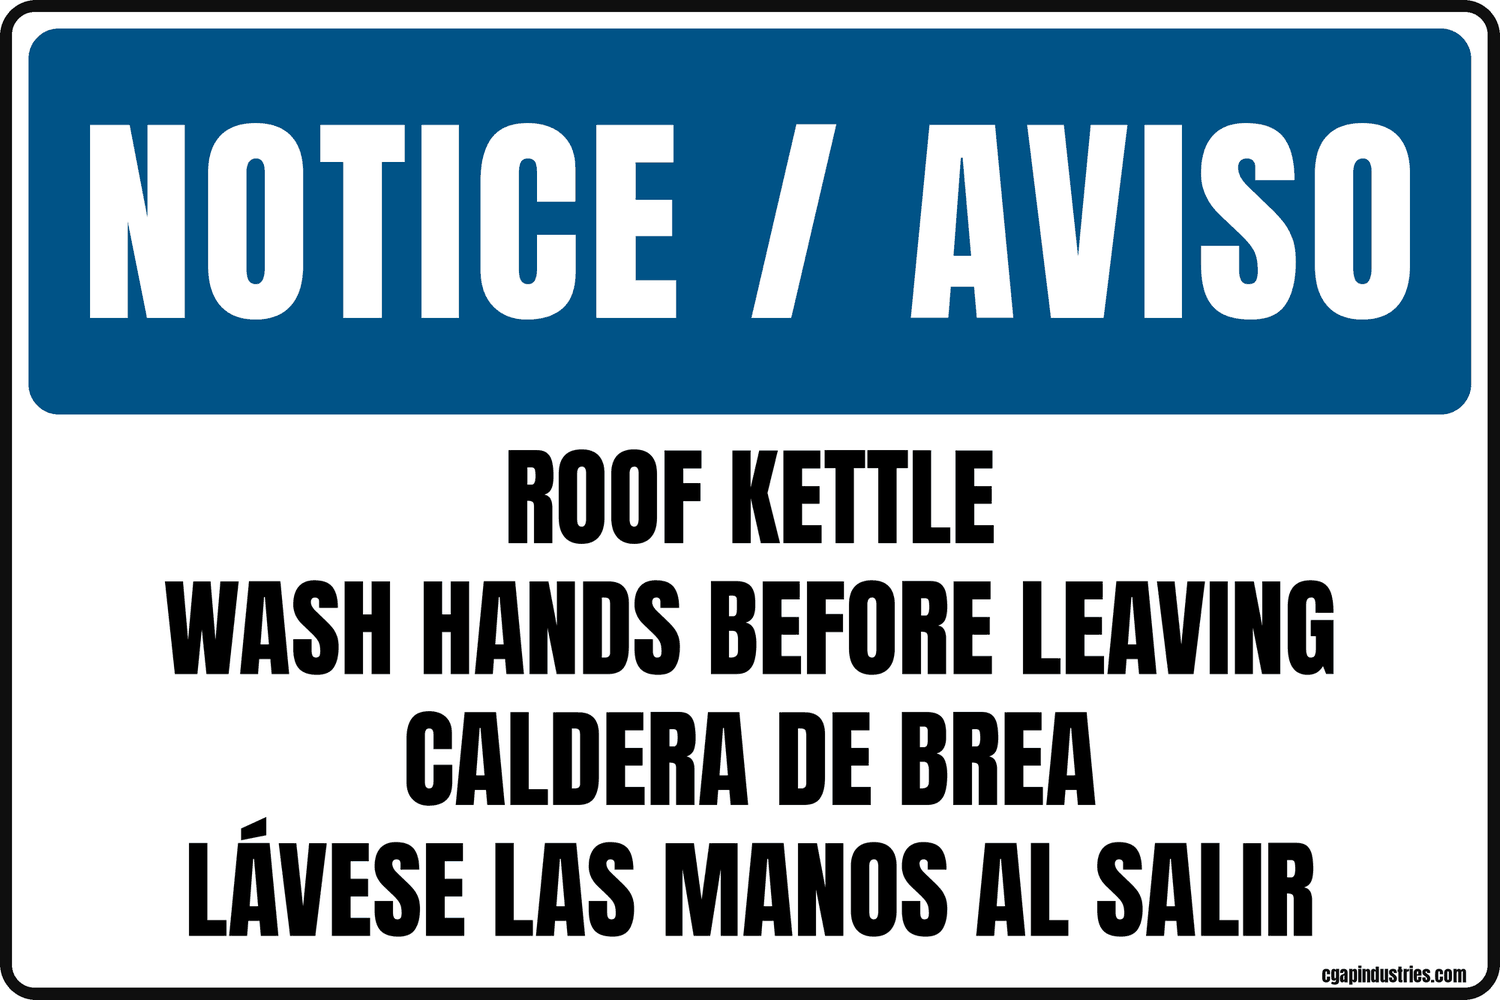 NOTICE / AVISO
ROOF KETTLE
WASH HANDS BEFORE LEAVING
CALDERA DE BREA
LÁVESE LAS MANOS AL SALIR
cgapindustries.com